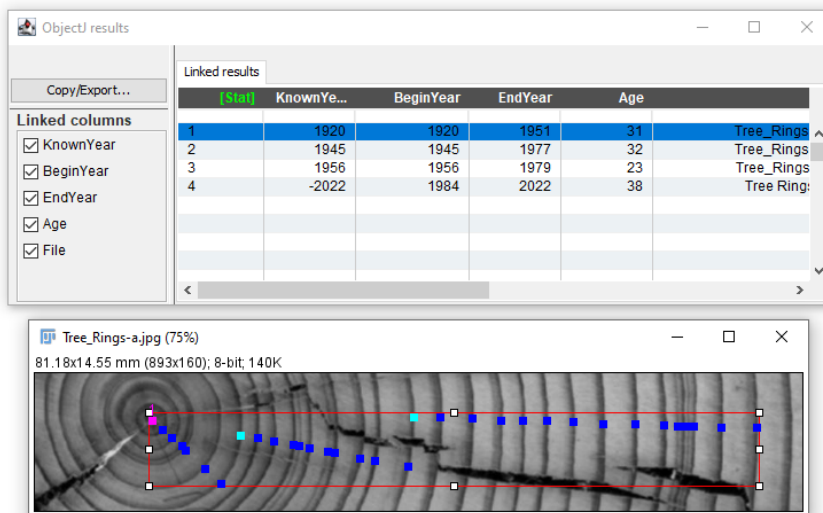 ObjectJ results
Linked results
Copy/Export...
[Stat] KnownYe... BeginYear EndYear Age
Linked columns
KnownYear
BeginYear
EndYear
Age
File
1 1920 1920 1951 31 Tree_Rings
2 1945 1945 1977 32 Tree_Rings
3 1956 1956 1979 23 Tree_Rings
4 -2022 1984 2022 38 Tree Rings
Tree_Rings-a.jpg (75%)
81.18x14.55 mm (893x160); 8-bit; 140K